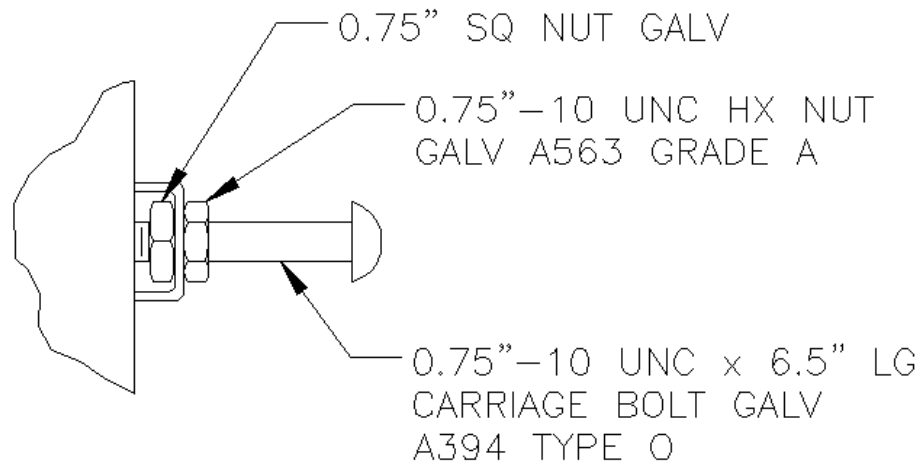 0.75” SQ NUT GALV
0.75”-10 UNC HX NUT
GALV A563 GRADE A
0.75”-10 UNC x 6.5” LG
CARRIAGE BOLT GALV
A394 TYPE O